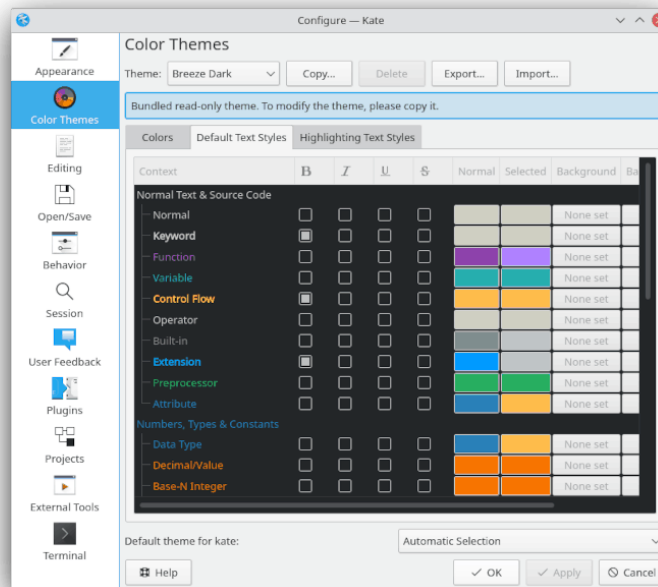 Configure — Kate
Appearance
Color Themes
Editing
Open/Save
Behavior
Session
User Feedback
Plugins
Projects
External Tools
Terminal
Color Themes
Theme: Breeze Dark Copy... Delete Export... Import...
Bundled read-only theme. To modify the theme, please copy it.
Colors Default Text Styles Highlighting Text Styles
Context B I U S Normal Selected Background Ba
Normal Text & Source Code
Normal None set
Keyword None set
Function None set
Variable None set
Control Flow None set
Operator None set
Built-in None set
Extension None set
Preprocessor None set
Attribute None set
Numbers, Types & Constants
Data Type None set
Decimal/Value None set
Base-N Integer None set
Default theme for kate: Automatic Selection
Help OK Apply Cancel